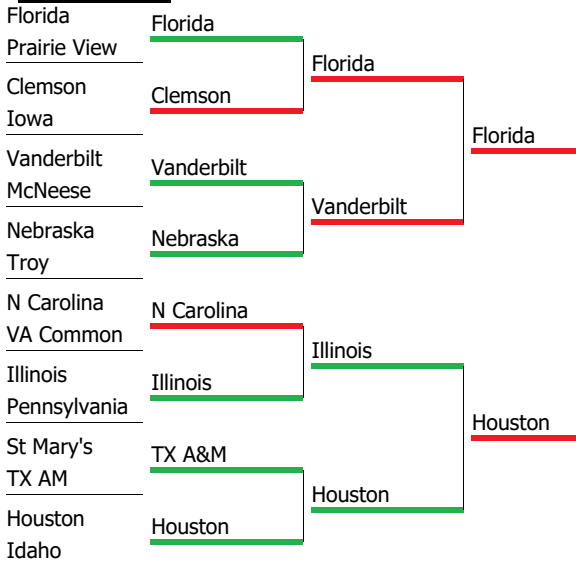 Florida
Prairie View
Clemson
Iowa
Vanderbilt
McNeese
Nebraska
Troy
N Carolina
VA Common
Illinois
Pennsylvania
St Mary's
TX AM
Houston
Idaho
Florida
Clemson
Vanderbilt
Nebraska
N Carolina
Illinois
TX A&M
Houston
Florida
Vanderbilt
Illinois
Houston
Florida
Houston